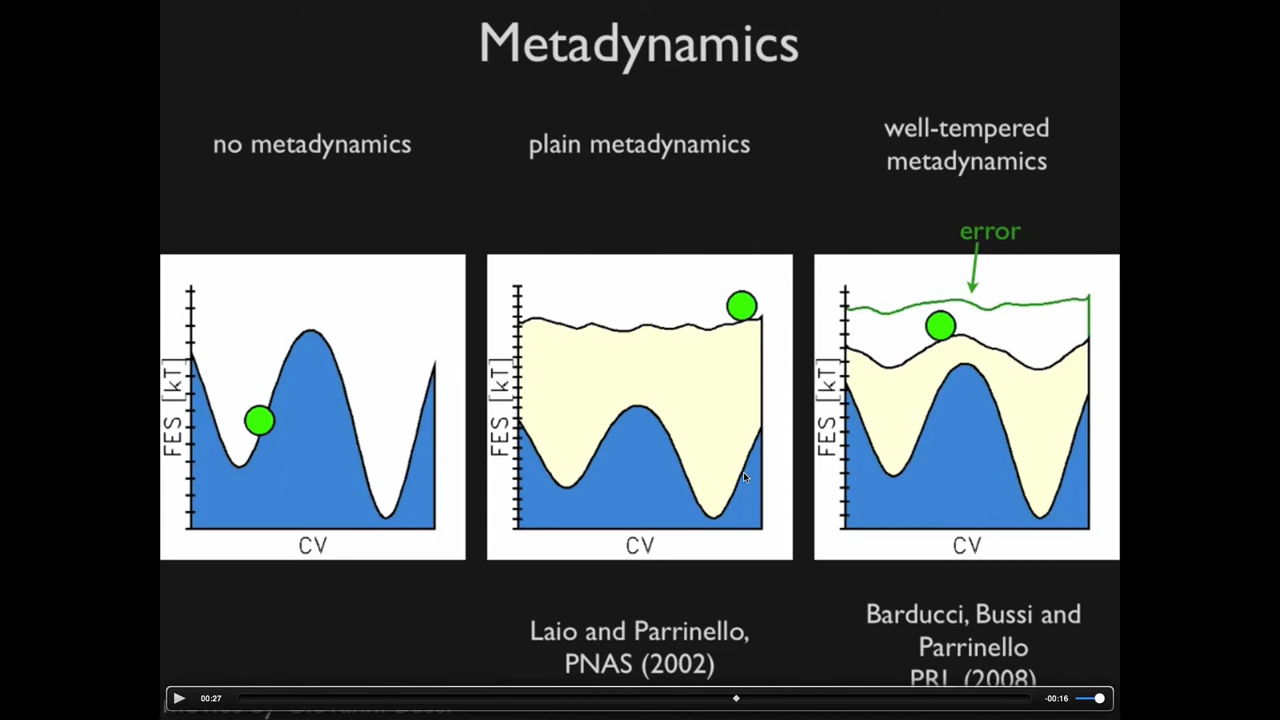 Metadynamics
no metadynamics
plain metadynamics
well-tempered
metadynamics
error
FES [kT]
CV
FES [kT]
CV
FES [kT]
CV
Laio and Parrinello,
PNAS (2002)
Barducci, Bussi and
Parrinello
PRL (2008)
00:27
-00:16